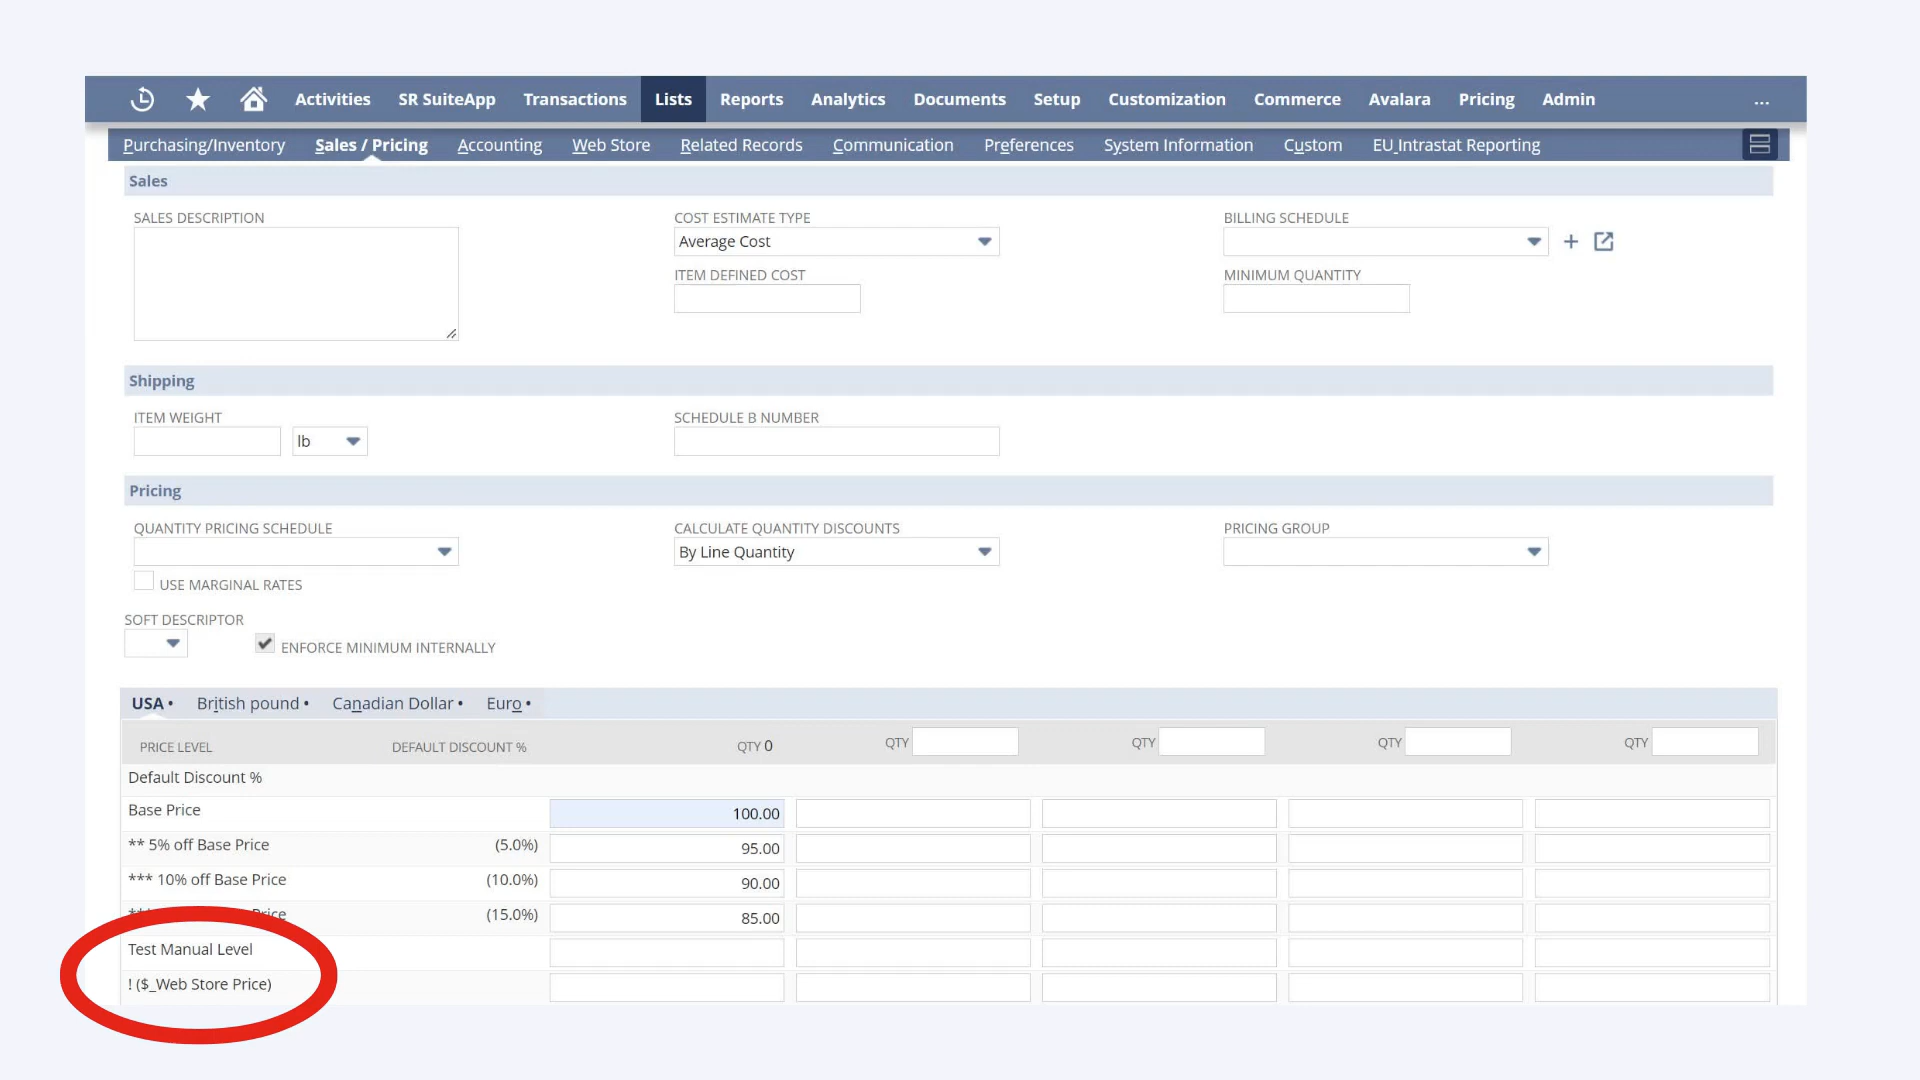 Activities SR SuiteApp Transactions Lists Reports Analytics Documents Setup Customization Commerce Avalara Pricing Admin ...
Purchasing/Inventory Sales / Pricing Accounting Web Store Related Records Communication Preferences System Information Custom EU Intrastat Reporting
Sales
SALES DESCRIPTION COST ESTIMATE TYPE BILLING SCHEDULE
Average Cost
ITEM DEFINED COST MINIMUM QUANTITY
Shipping
ITEM WEIGHT SCHEDULE B NUMBER
lb
Pricing
QUANTITY PRICING SCHEDULE CALCULATE QUANTITY DISCOUNTS PRICING GROUP
By Line Quantity
USE MARGINAL RATES
SOFT DESCRIPTOR
ENFORCE MINIMUM INTERNALLY
USA • British pound • Canadian Dollar • Euro •
PRICE LEVEL DEFAULT DISCOUNT % QTY 0 QTY QTY QTY QTY
Default Discount %
Base Price 100.00
** 5% off Base Price (5.0%) 95.00
*** 10% off Base Price (10.0%) 90.00
Price (15.0%) 85.00
Test Manual Level
! ($_Web Store Price)